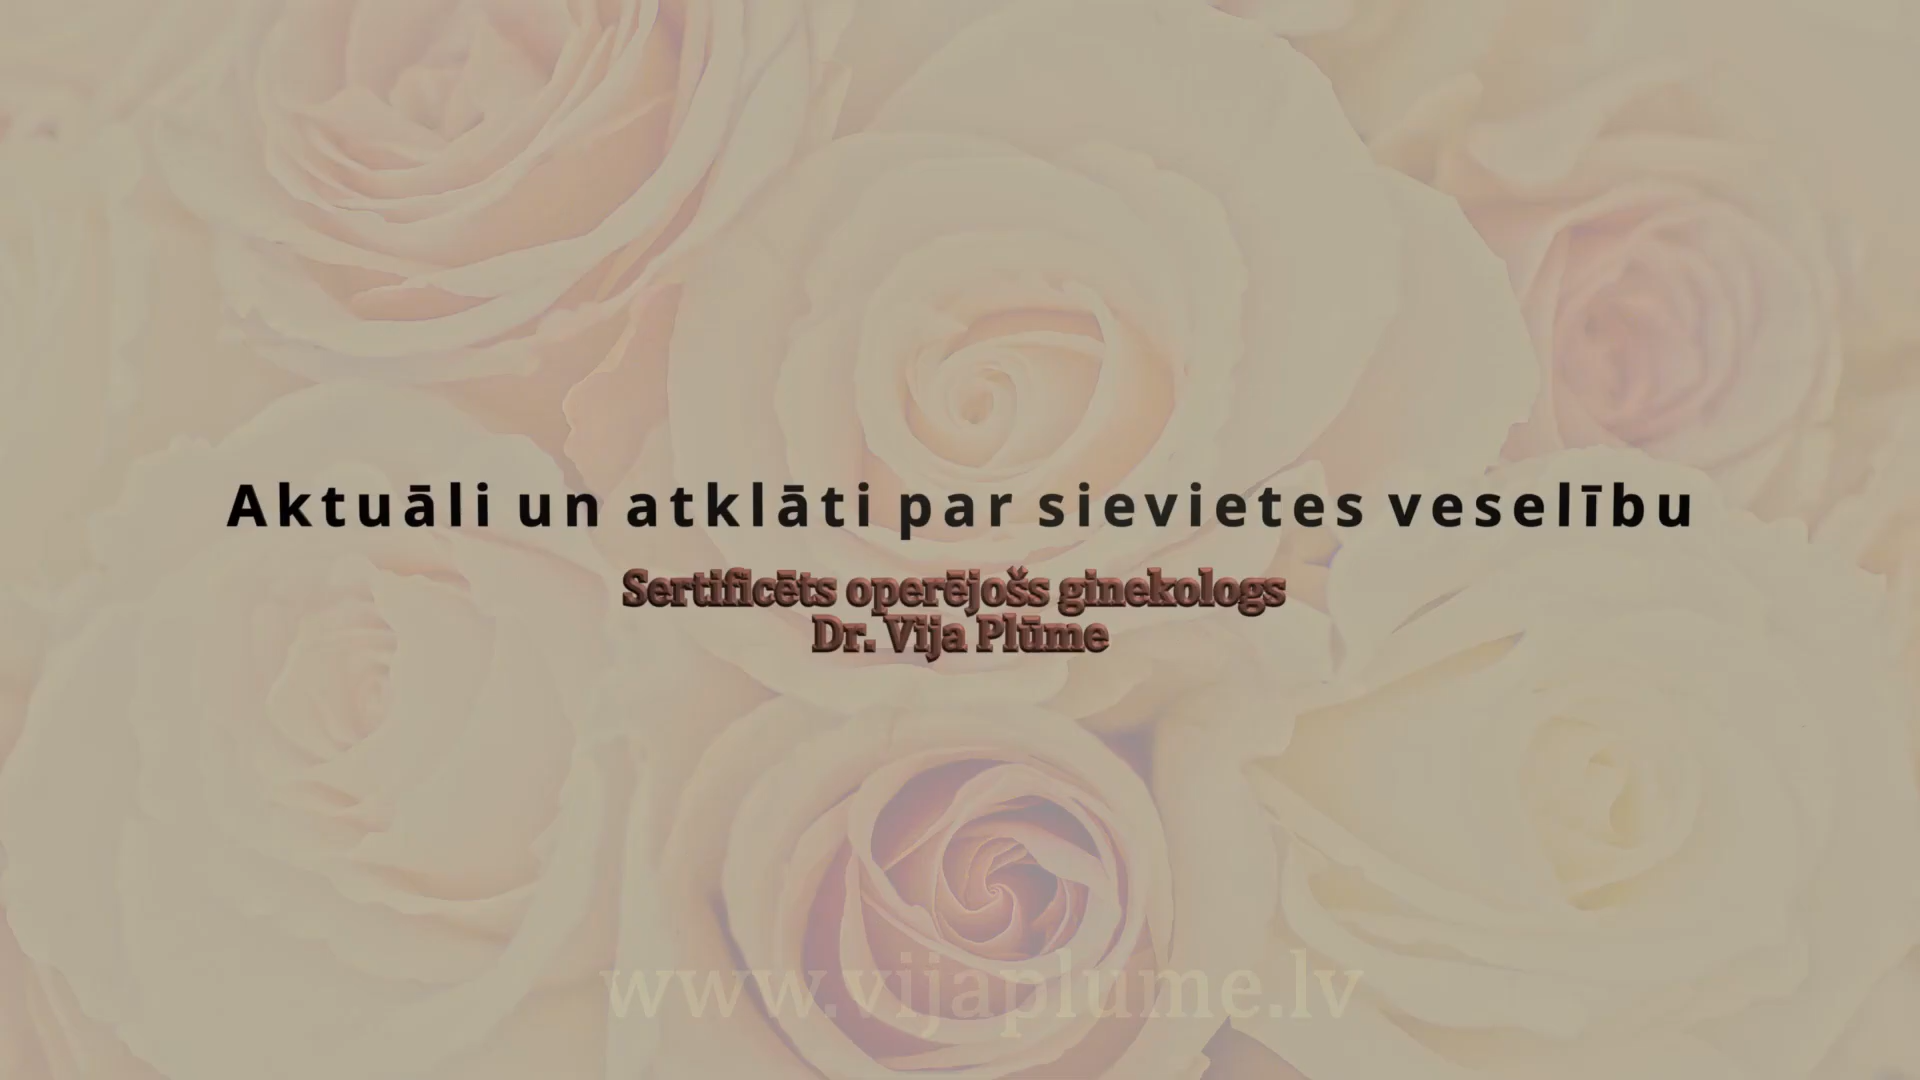 Aktuāli un atklāti par sievietes veselību
Sertificēts operējošs ginekologs
Dr. Vija Plūme
www.vijaplume.lv